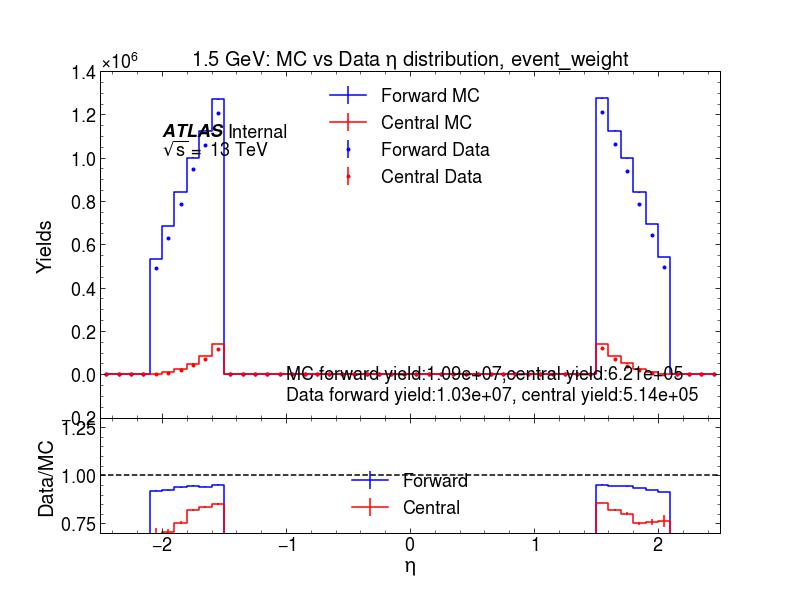 1.5 GeV: MC vs Data η distribution, event_weight
×10⁶
1.4
1.2
1.0
0.8
0.6
0.4
0.2
0.0
0.2
Yields
ATLAS Internal
√s = 13 TeV
Forward MC
Central MC
Forward Data
Central Data
MC forward yield:1.09e+07,central yield:6.21e+05
Data forward yield:1.03e+07, central yield:5.14e+05
1.25
1.00
0.75
Data/MC
Forward
Central
−2 −1 0 1 2
η